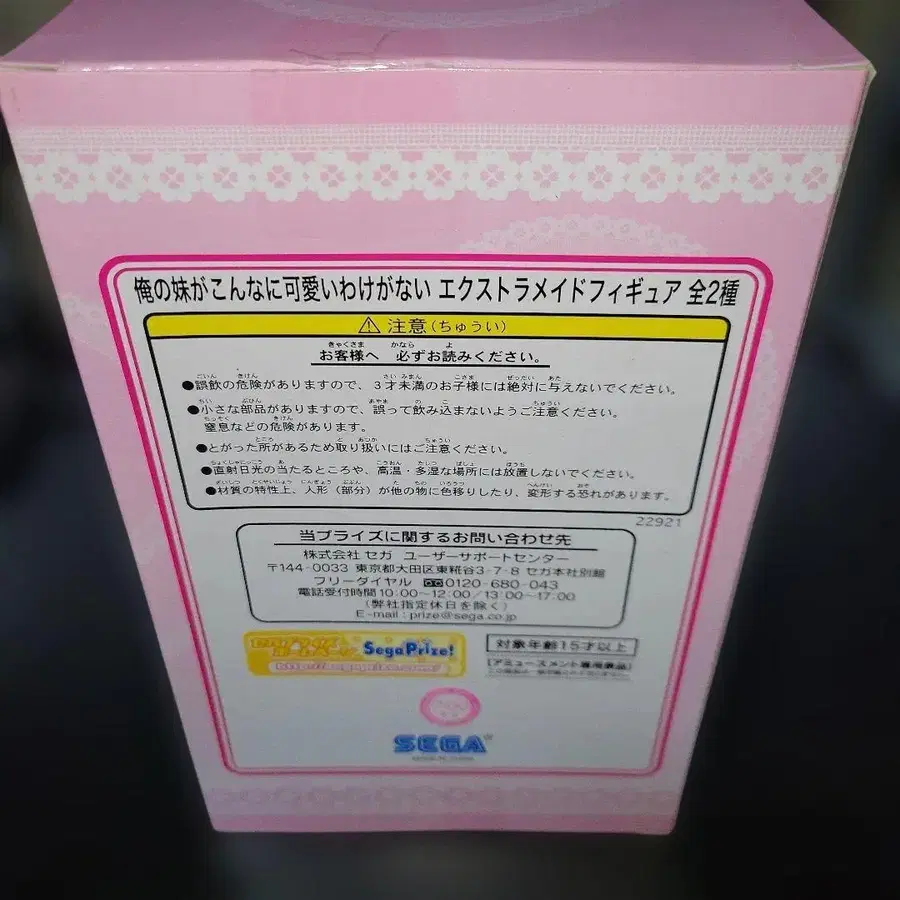 俺の妹がこんなに可愛いわけがない エクストラメイドフィギュア 全2種
⚠ 注意(ちゅうい)
お客様へ 必ずお読みください。
●誤飲の危険がありますので、3才未満のお子様には絶対に与えないでください。
●小さな部品がありますので、誤って飲み込まないようご注意ください。
窒息などの危険があります。
●とがった所があるため取り扱いにはご注意ください。
●直射日光の当たるところや、高温・多湿な場所には放置しないでください。
●材質の特性上、人形(部分)が他の物に色移りしたり、変形する恐れがあります。
22921
当プライズに関するお問い合わせ先
株式会社 セガ ユーザーサポートセンター
〒144-0033 東京都大田区東糀谷3-7-8 セガ本社別館
フリーダイヤル 0120-680-043
電話受付時間 10:00~12:00/13:00~17:00
(弊社指定休日を除く)
E-mail : prize@sega.co.jp
SegaPrize!
対象年齢15才以上
SEGA